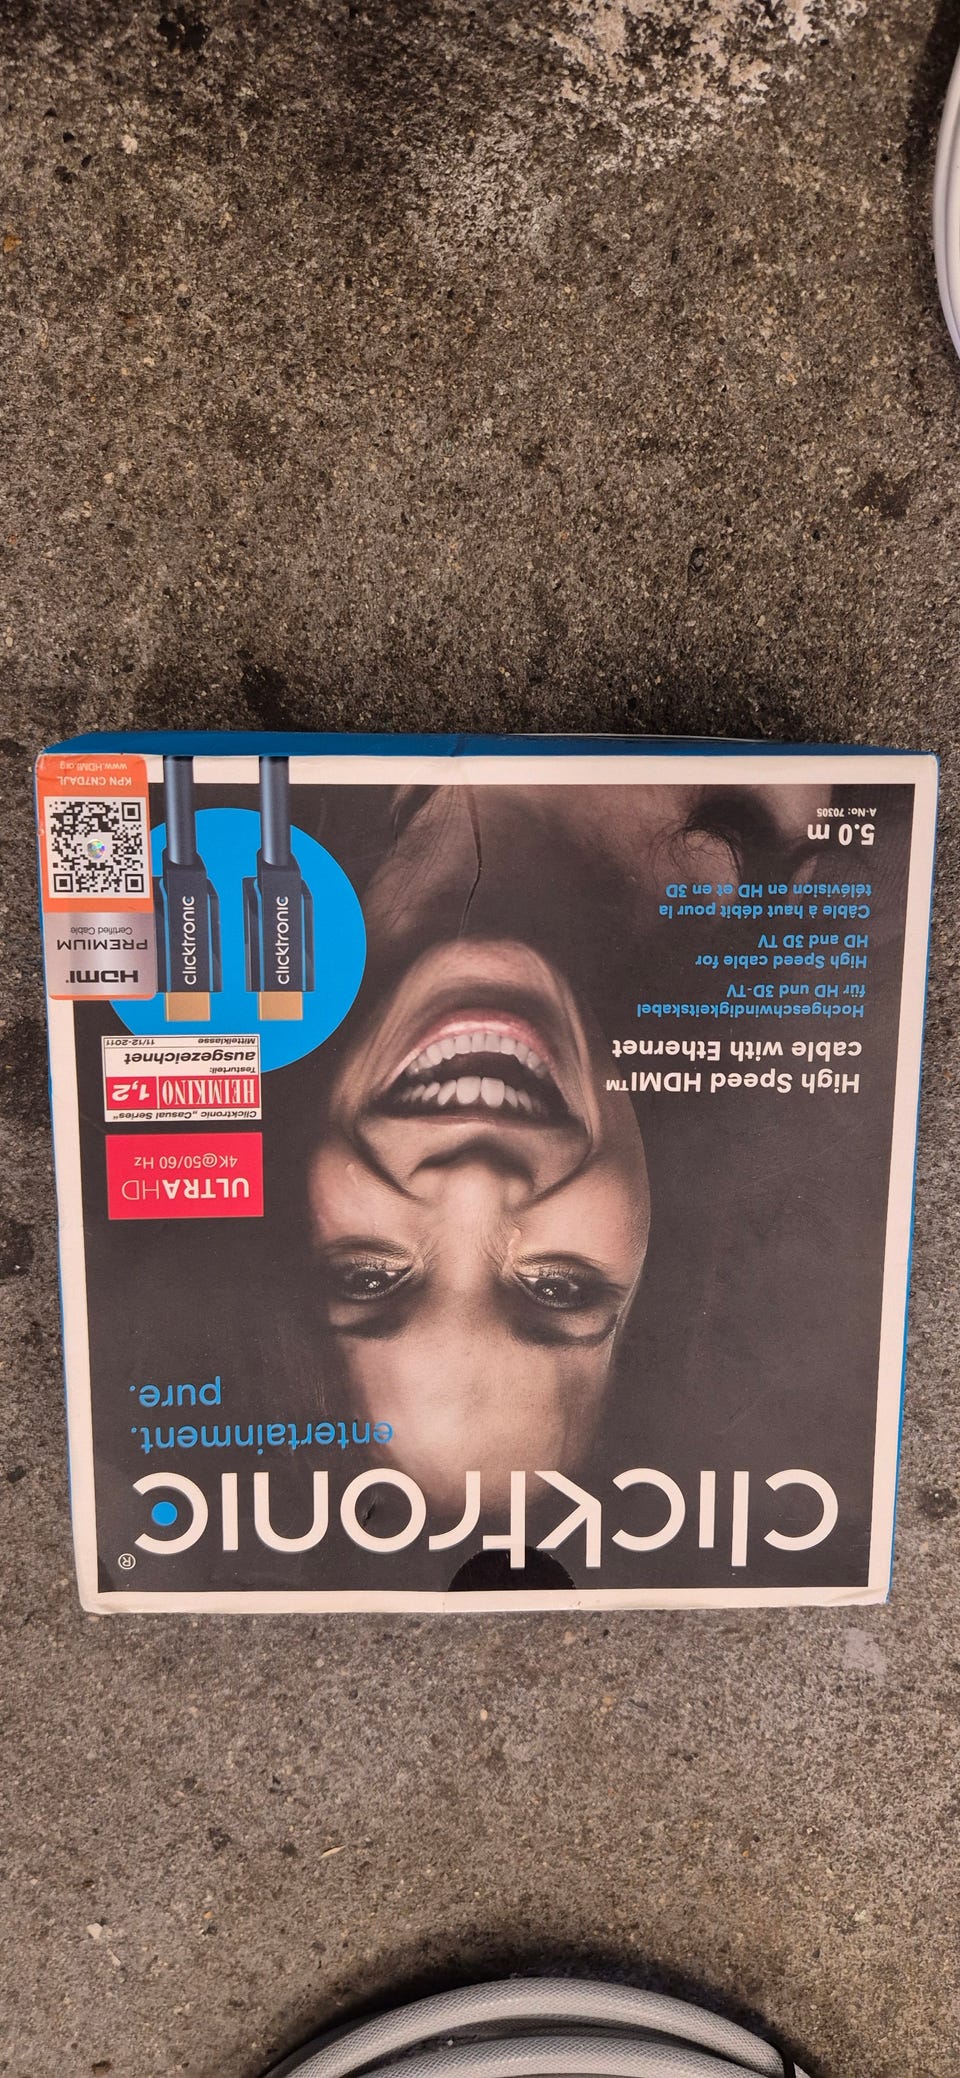 clicktronic®
entertainment.
pure.
ULTRAHD
4K@50/60 Hz
Clicktronic „Casual Series“
HEIMKINO 1,2
Testurteil:
ausgezeichnet
Mittelklasse 11/12-2011
High Speed HDMI™
cable with Ethernet
Hochgeschwindigkeitskabel
für HD und 3D-TV
High Speed cable for
HD and 3D TV
Câble à haut débit pour la
télévision en HD et en 3D
5.0 m
A-No: 70305
clicktronic
clicktronic
HDMI®
PREMIUM
Certified Cable
KPN CN7DAJL
www.HDMI.org